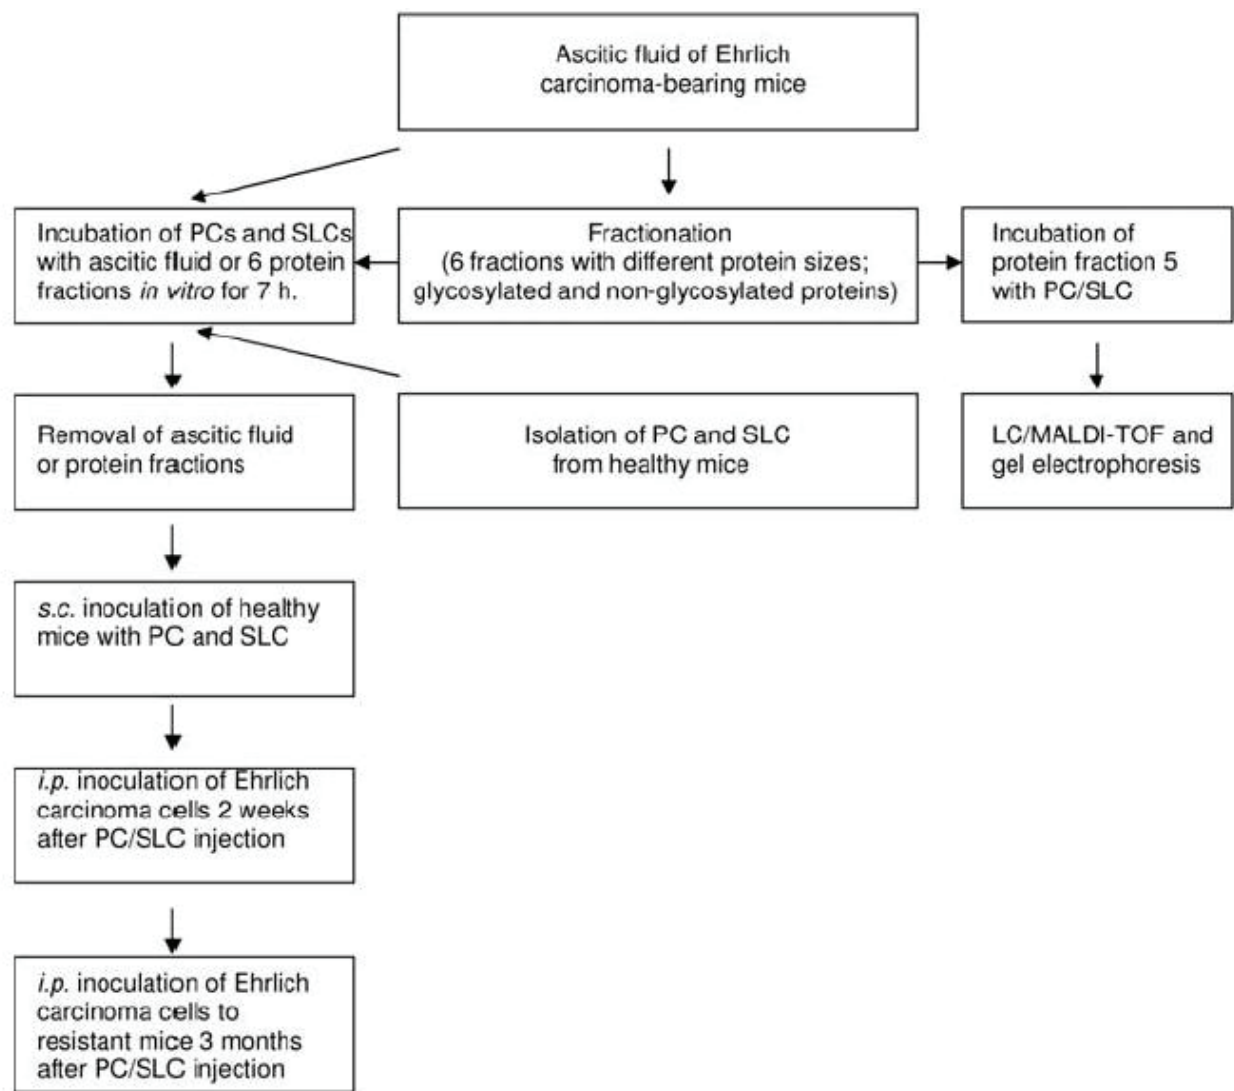 Ascitic fluid of Ehrlich
carcinoma-bearing mice
Incubation of PCs and SLCs
with ascitic fluid or 6 protein
fractions in vitro for 7 h.
Fractionation
(6 fractions with different protein sizes;
glycosylated and non-glycosylated proteins)
Incubation of
protein fraction 5
with PC/SLC
Removal of ascitic fluid
or protein fractions
Isolation of PC and SLC
from healthy mice
LC/MALDI-TOF and
gel electrophoresis
s.c. inoculation of healthy
mice with PC and SLC
i.p. inoculation of Ehrlich
carcinoma cells 2 weeks
after PC/SLC injection
i.p. inoculation of Ehrlich
carcinoma cells to
resistant mice 3 months
after PC/SLC injection